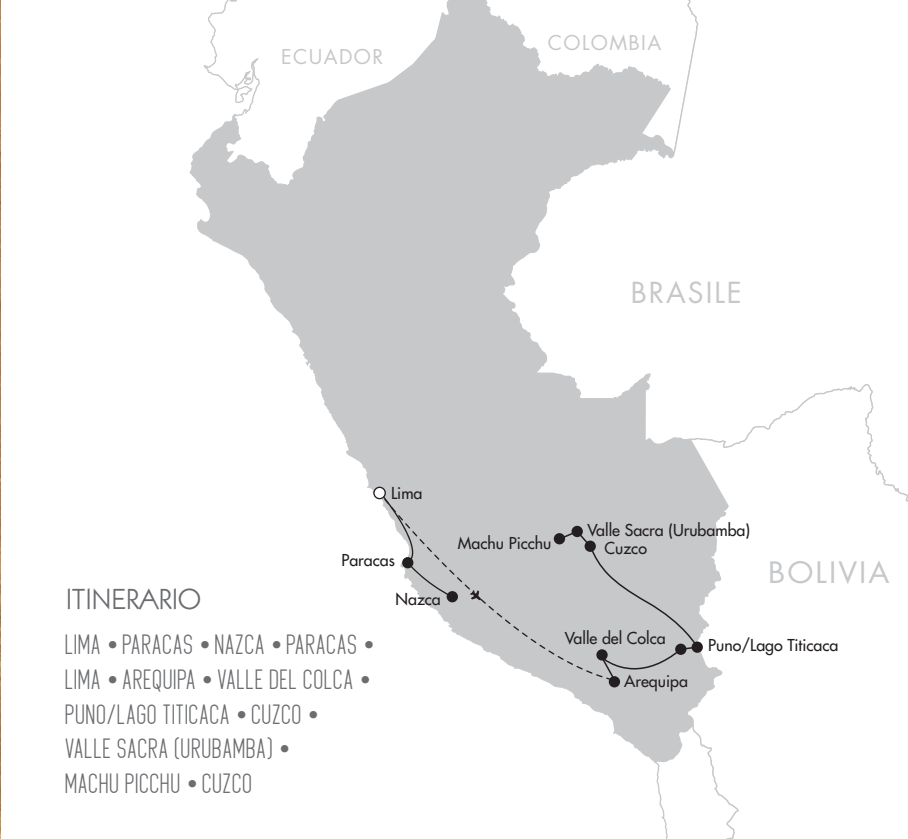 ECUADOR
COLOMBIA
BRASILE
Lima
Valle Sacra (Urubamba)
Machu Picchu
Cuzco
Paracas
BOLIVIA
Nazca
Valle del Colca
Puno/Lago Titicaca
Arequipa
ITINERARIO
LIMA • PARACAS • NAZCA • PARACAS •
LIMA • AREQUIPA • VALLE DEL COLCA •
PUNO/LAGO TITICACA • CUZCO •
VALLE SACRA (URUBAMBA) •
MACHU PICCHU • CUZCO